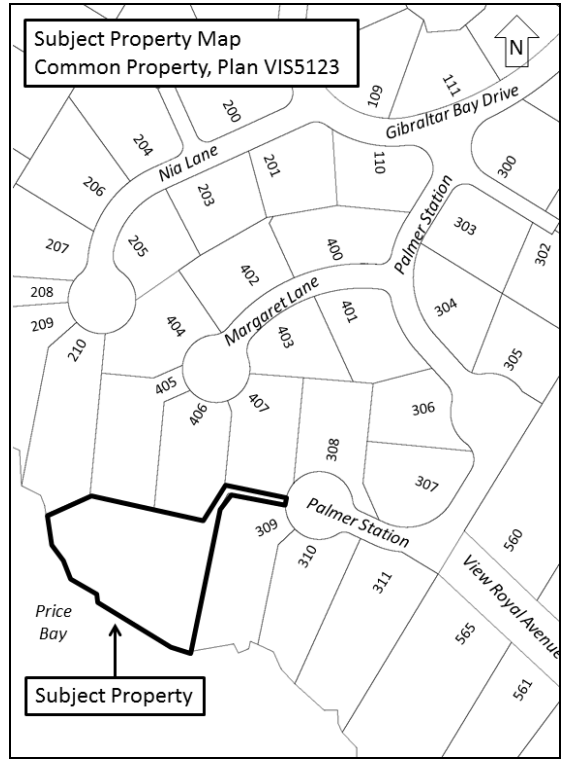 Subject Property Map
Common Property, Plan VIS5123
N
109
111
Gibraltar Bay Drive
200
204
Nia Lane
201
110
300
206
203
Palmer Station
303
302
207
205
400
402
208
Margaret Lane
401
304
209
210
404
403
305
405
406
407
306
308
307
309
Palmer Station
310
311
560
View Royal Avenue
565
561
Price
Bay
Subject Property